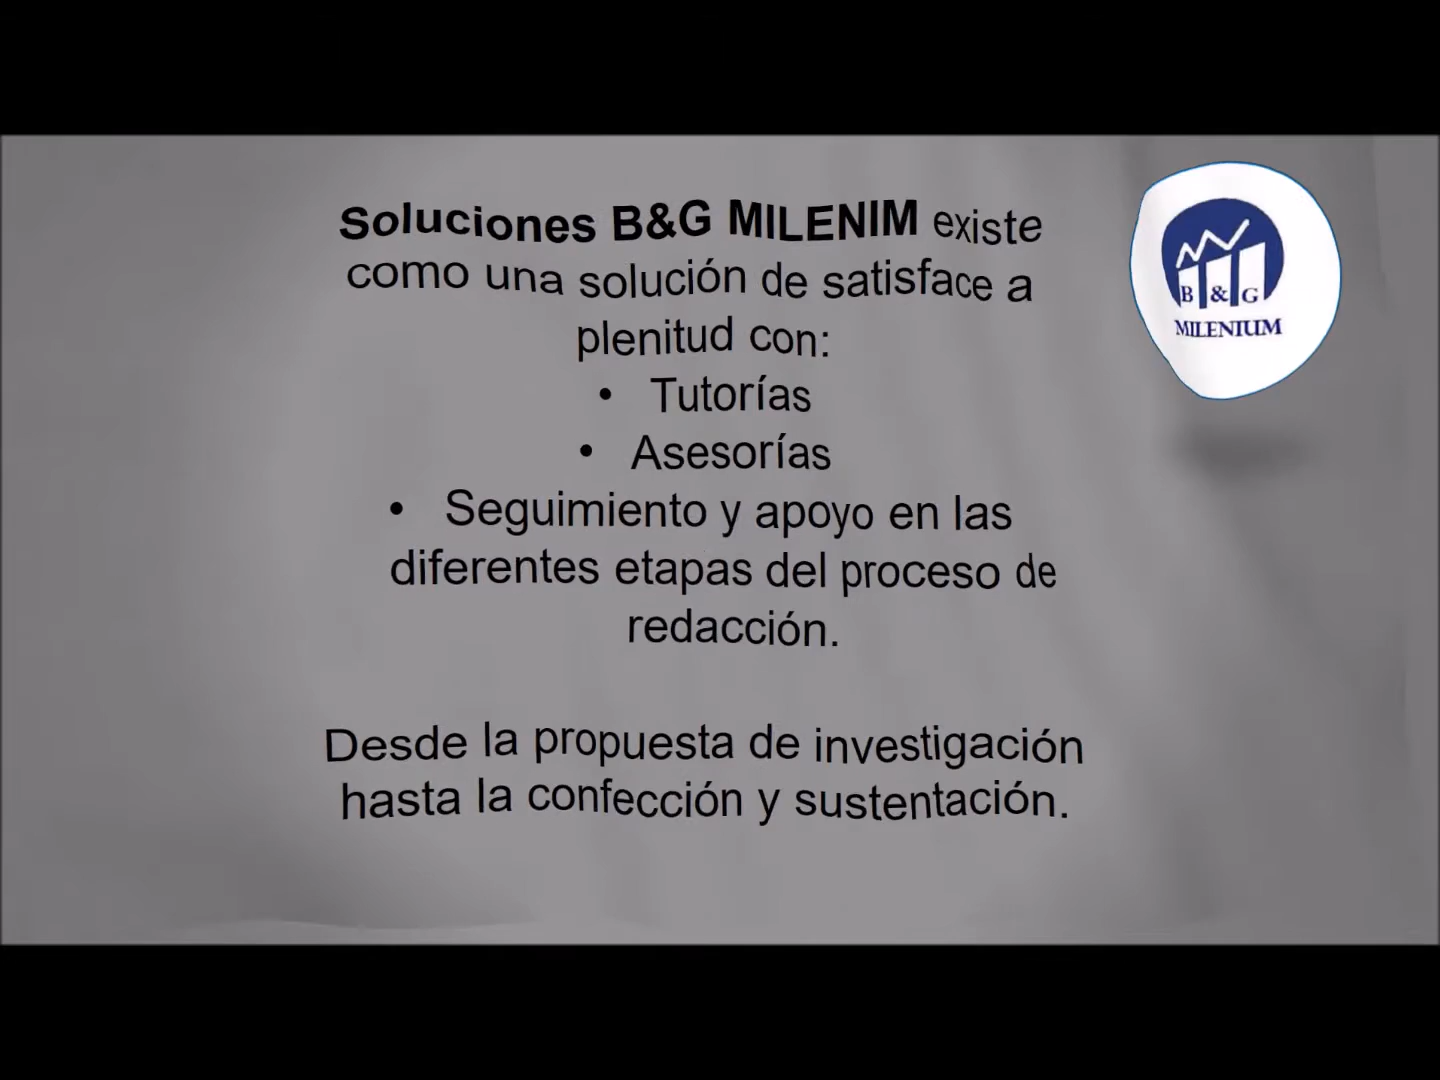 Soluciones B&G MILENIM existe
como una solución de satisface a
plenitud con:
• Tutorías
• Asesorías
• Seguimiento y apoyo en las
diferentes etapas del proceso de
redacción.
Desde la propuesta de investigación
hasta la confección y sustentación.
B & G
MILENIUM